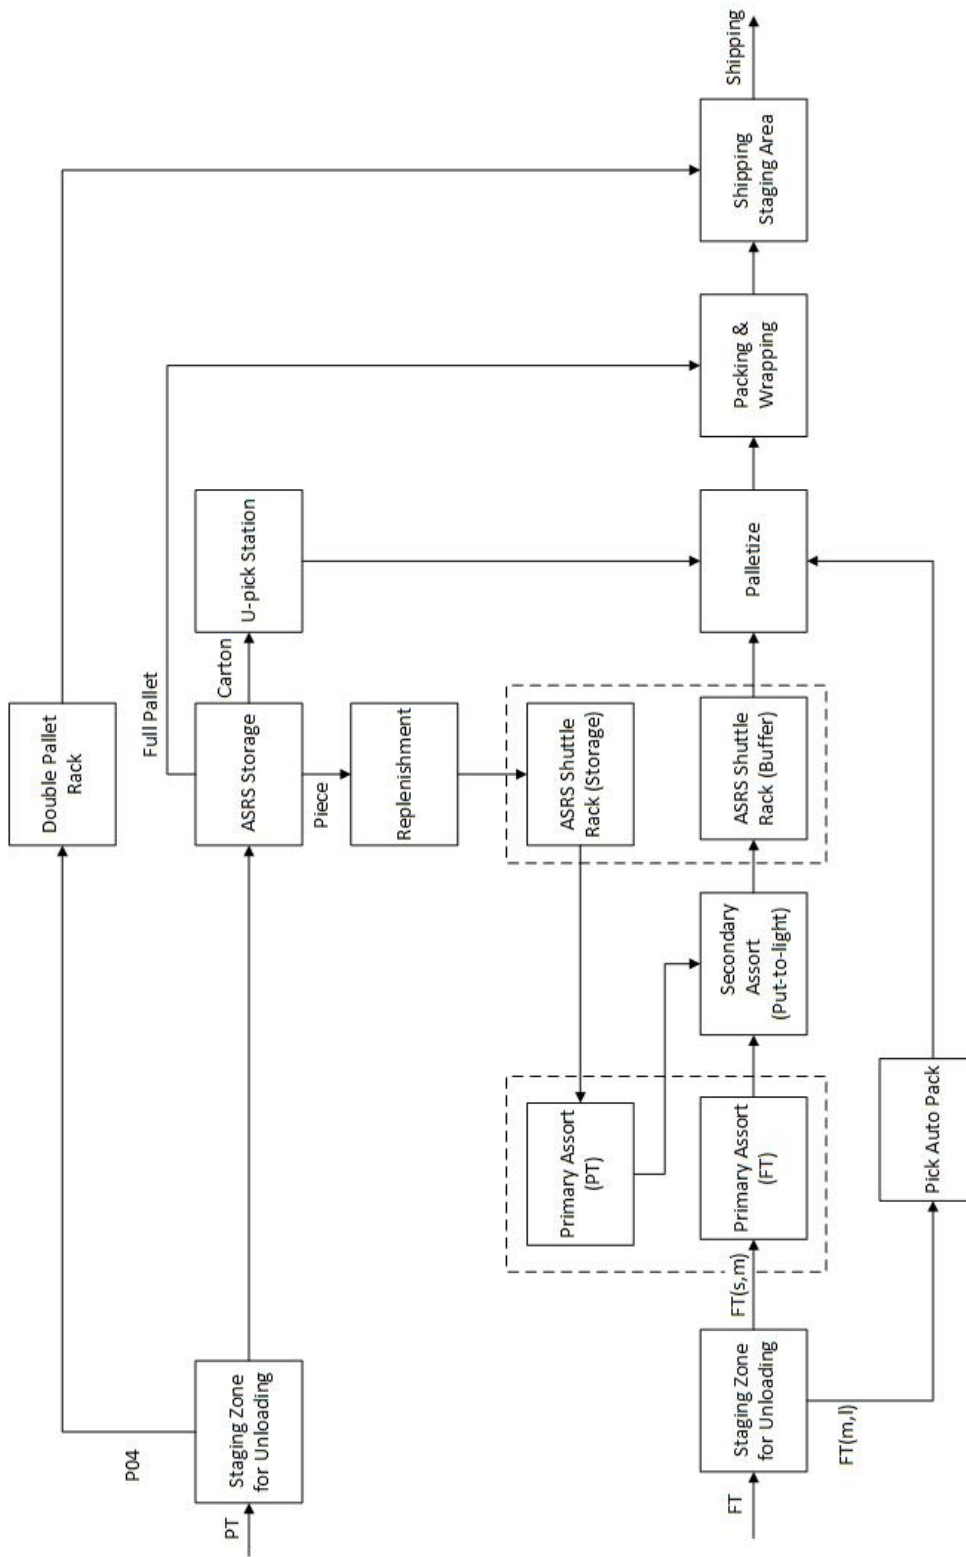 P04
Double Pallet
Rack
PT
Staging Zone
for Unloading
Full Pallet
ASRS Storage
Carton
U-pick Station
Piece
Replenishment
Primary Assort
(PT)
ASRS Shuttle
Rack (Storage)
FT
Staging Zone
for Unloading
FT(s,m)
Primary Assort
(FT)
Secondary
Assort
(Put-to-light)
ASRS Shuttle
Rack (Buffer)
Palletize
Packing &
Wrapping
Shipping
Staging Area
Shipping
FT(m,l)
Pick Auto Pack